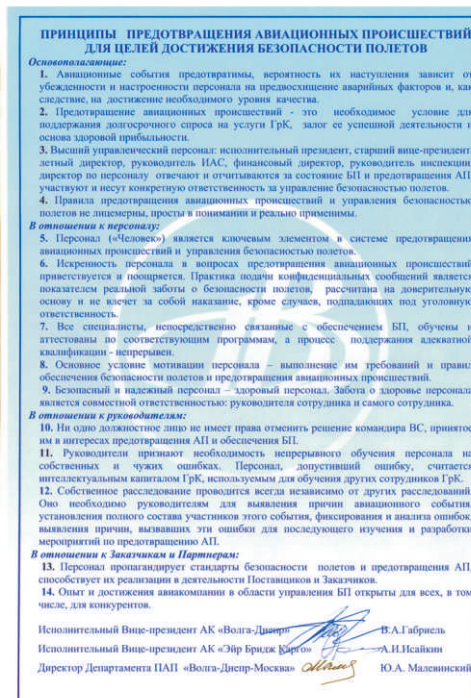 ПРИНЦИПЫ ПРЕДОТВРАЩЕНИЯ АВИАЦИОННЫХ ПРОИСШЕСТВИЙ
ДЛЯ ЦЕЛЕЙ ДОСТИЖЕНИЯ БЕЗОПАСНОСТИ ПОЛЕТОВ
Основополагающие:
1. Авиационные события предотвратимы, вероятность их наступления зависит от
убежденности и настроенности персонала на предвосхищение аварийных факторов и, как
следствие, на достижение необходимого уровня качества.
2. Предотвращение авиационных происшествий - это необходимое условие для
поддержания долгосрочного спроса на услуги ГрК, залог ее успешной деятельности и
основа здоровой прибыльности.
3. Высший управленческий персонал: исполнительный президент, старший вице-президент,
летный директор, руководитель ИАС, финансовый директор, руководитель инспекции,
директор по персоналу отвечают и отчитываются за состояние БП и предотвращения АП,
участвуют и несут конкретную ответственность за управление безопасностью полетов.
4. Правила предотвращения авиационных происшествий и управления безопасностью
полетов не лицемерны, просты в понимании и реально применимы.
В отношении к персоналу:
5. Персонал («Человек») является ключевым элементом в системе предотвращения
авиационных происшествий и управления безопасностью полетов.
6. Искренность персонала в вопросах предотвращения авиационных происшествий
приветствуется и поощряется. Практика подачи конфиденциальных сообщений является
показателем реальной заботы о безопасности полетов, рассчитана на доверительную
основу и не влечет за собой наказание, кроме случаев, подпадающих под уголовную
ответственность.
7. Все специалисты, непосредственно связанные с обеспечением БП, обучены и
аттестованы по соответствующим программам, а процесс поддержания адекватной
квалификации - непрерывен.
8. Основное условие мотивации персонала – выполнение им требований и правил
обеспечения безопасности полетов и предотвращения авиационных происшествий.
9. Безопасный и надежный персонал – здоровый персонал. Забота о здоровье персонала
является совместной ответственностью: руководителя сотрудника и самого сотрудника.
В отношении к руководителям:
10. Ни одно должностное лицо не имеет права отменить решение командира ВС, принятое
им в интересах предотвращения АП и обеспечения БП.
11. Руководители признают необходимость непрерывного обучения персонала на
собственных и чужих ошибках. Персонал, допустивший ошибку, считается
интеллектуальным капиталом ГрК, используемым для обучения других сотрудников ГрК.
12. Собственное расследование проводится всегда независимо от других расследований.
Оно необходимо руководителям для выявления причин авиационного события,
установления полного состава участников этого события, фиксирования и анализа ошибок,
выявления причин, вызвавших эти ошибки для последующего изучения и разработки
мероприятий по предотвращению АП.
В отношении к Заказчикам и Партнерам:
13. Персонал пропагандирует стандарты безопасности полетов и предотвращения АП,
способствует их реализации в деятельности Поставщиков и Заказчиков.
14. Опыт и достижения авиакомпании в области управления БП открыты для всех, в том
числе, для конкурентов.
Исполнительный Вице-президент АК «Волга-Днепр» В.А.Габриель
Исполнительный Вице-президент АК «Эйр Бридж Карго» А.И.Исайкин
Директор Департамента ПАП «Волга-Днепр-Москва» Ю.А. Малевинский